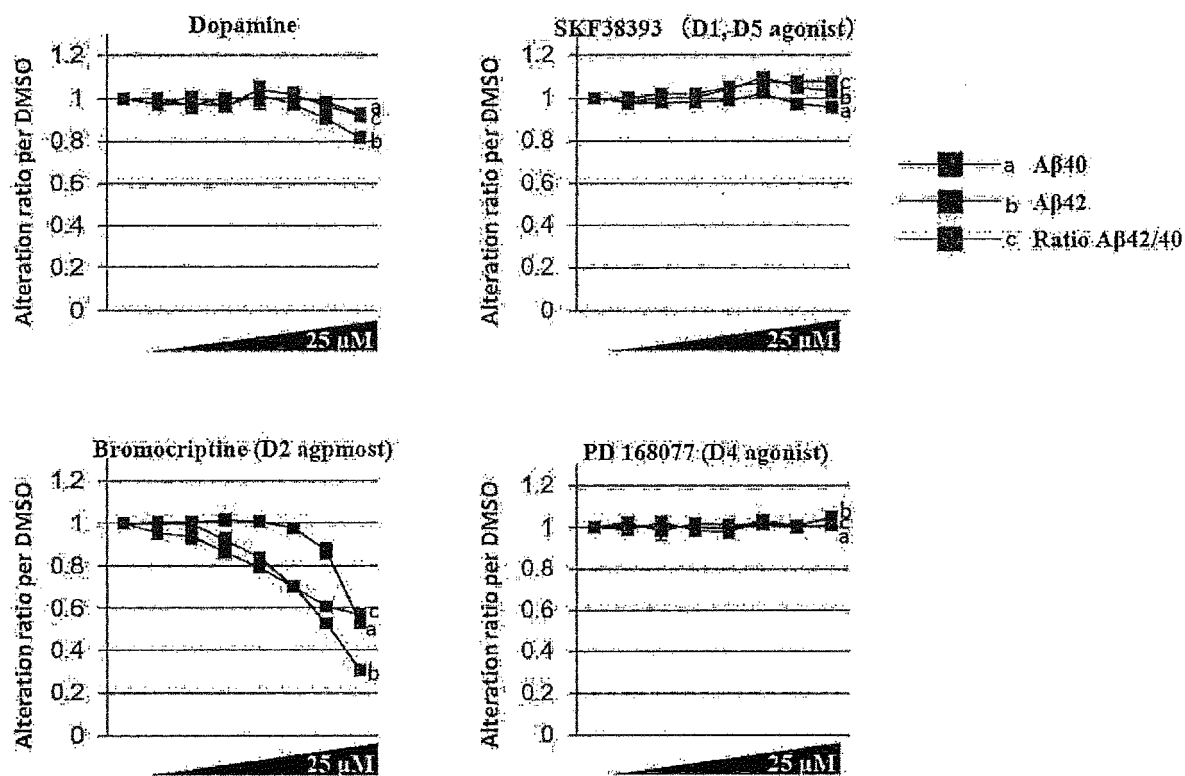 Dopamine
Alteration ratio per DMSO
1.2
1
0.8
0.6
0.4
0.2
0
a
c
b
25 µM
SKF38393 (D1,-D5 agonist)
Alteration ratio per DMSO
1.2
1
0.8
0.6
0.4
0.2
0
c
b
a
25 µM
a Aβ40
b Aβ42
c Ratio Aβ42/40
Bromocriptine (D2 agpmost)
Alteration ratio per DMSO
1.2
1
0.8
0.6
0.4
0.2
0
c
a
b
25 µM
PD 168077 (D4 agonist)
Alteration ratio per DMSO
1.2
1
0.8
0.6
0.4
0.2
0
b
c
a
25 µM